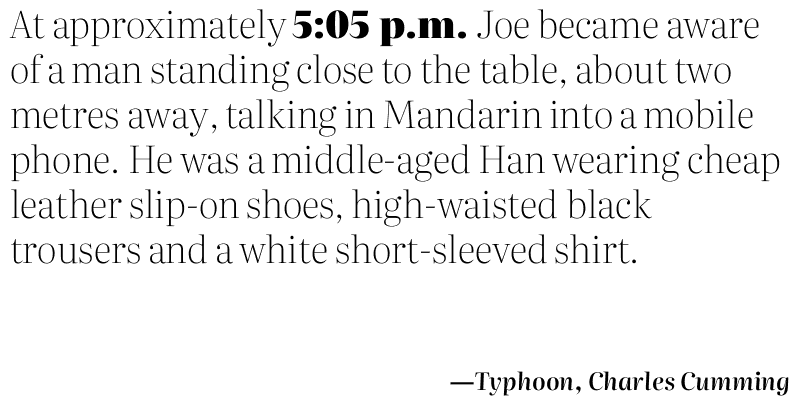 At approximately 5:05 p.m. Joe became aware
of a man standing close to the table, about two
metres away, talking in Mandarin into a mobile
phone. He was a middle-aged Han wearing cheap
leather slip-on shoes, high-waisted black
trousers and a white short-sleeved shirt.
—Typhoon, Charles Cumming